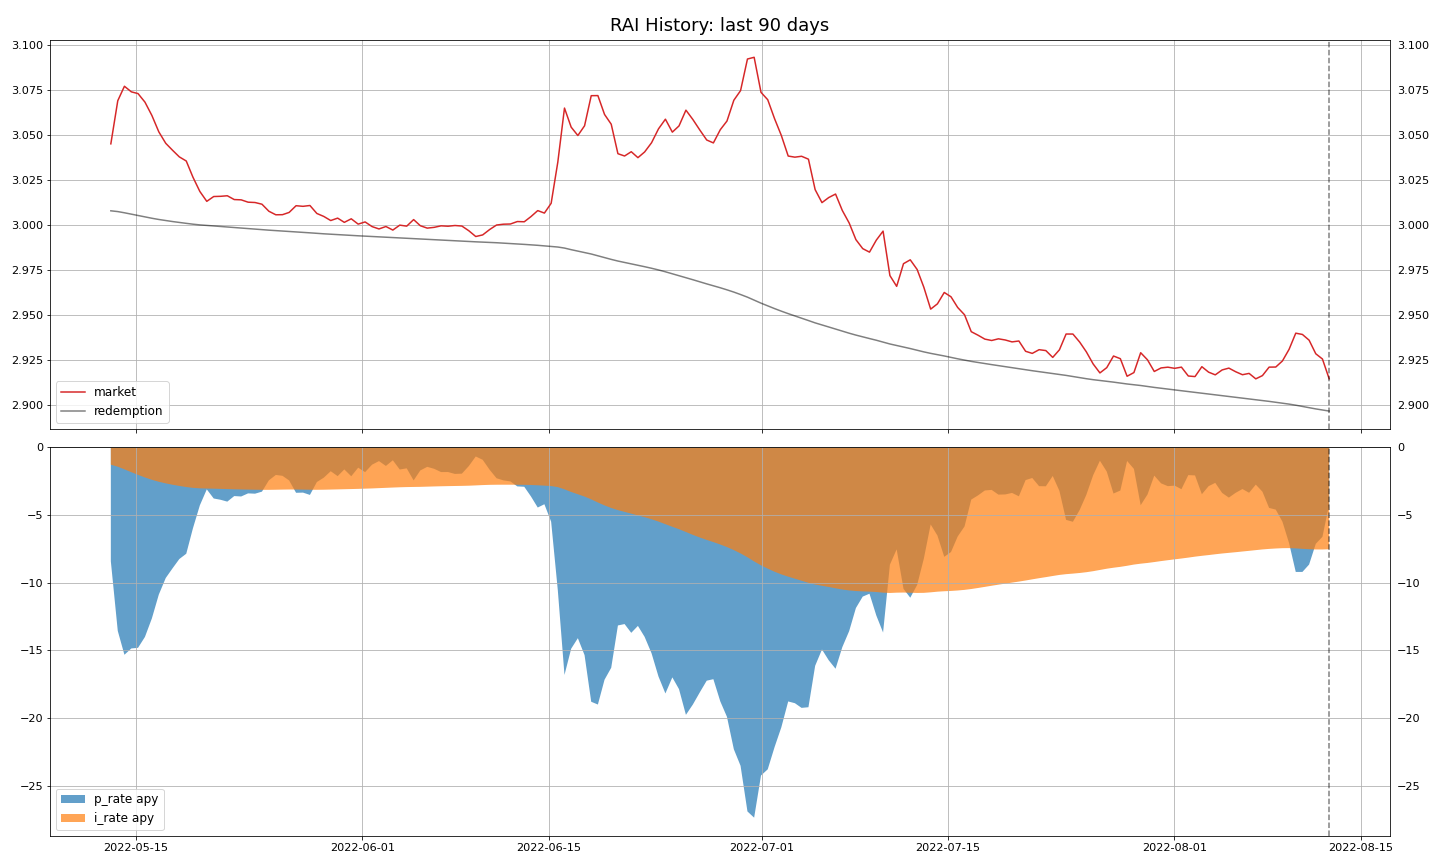 RAI History: last 90 days
3.100 3.100
3.075 3.075
3.050 3.050
3.025 3.025
3.000 3.000
2.975 2.975
2.950 2.950
2.925 2.925
market
redemption
2.900 2.900
0 0
−5 −5
−10 −10
−15 −15
−20 −20
−25 −25
p_rate apy
i_rate apy
2022-05-15 2022-06-01 2022-06-15 2022-07-01 2022-07-15 2022-08-01 2022-08-15